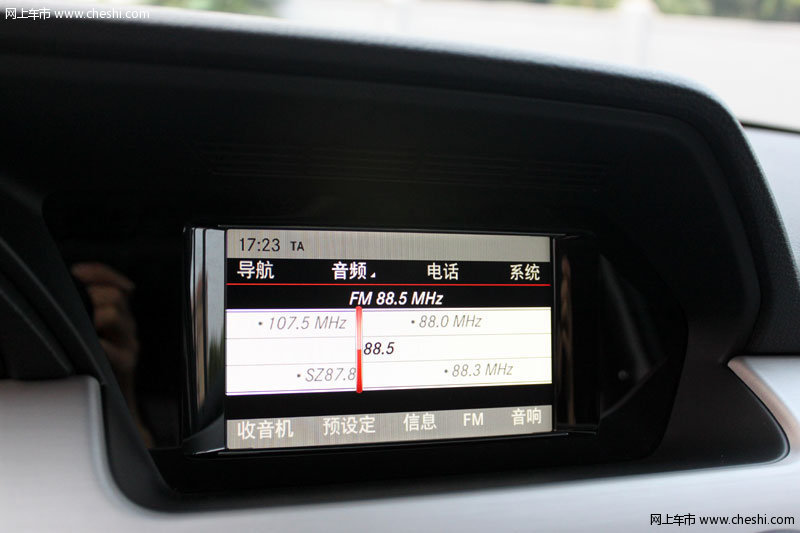 网上车市 www.cheshi.com
17:23 TA
导航 音频 电话 系统
FM 88.5 MHz
• 107.5 MHz • 88.0 MHz
88.5
• SZ87.8 • 88.3 MHz
收音机 预设定 信息 FM 音响
网上车市 www.cheshi.com